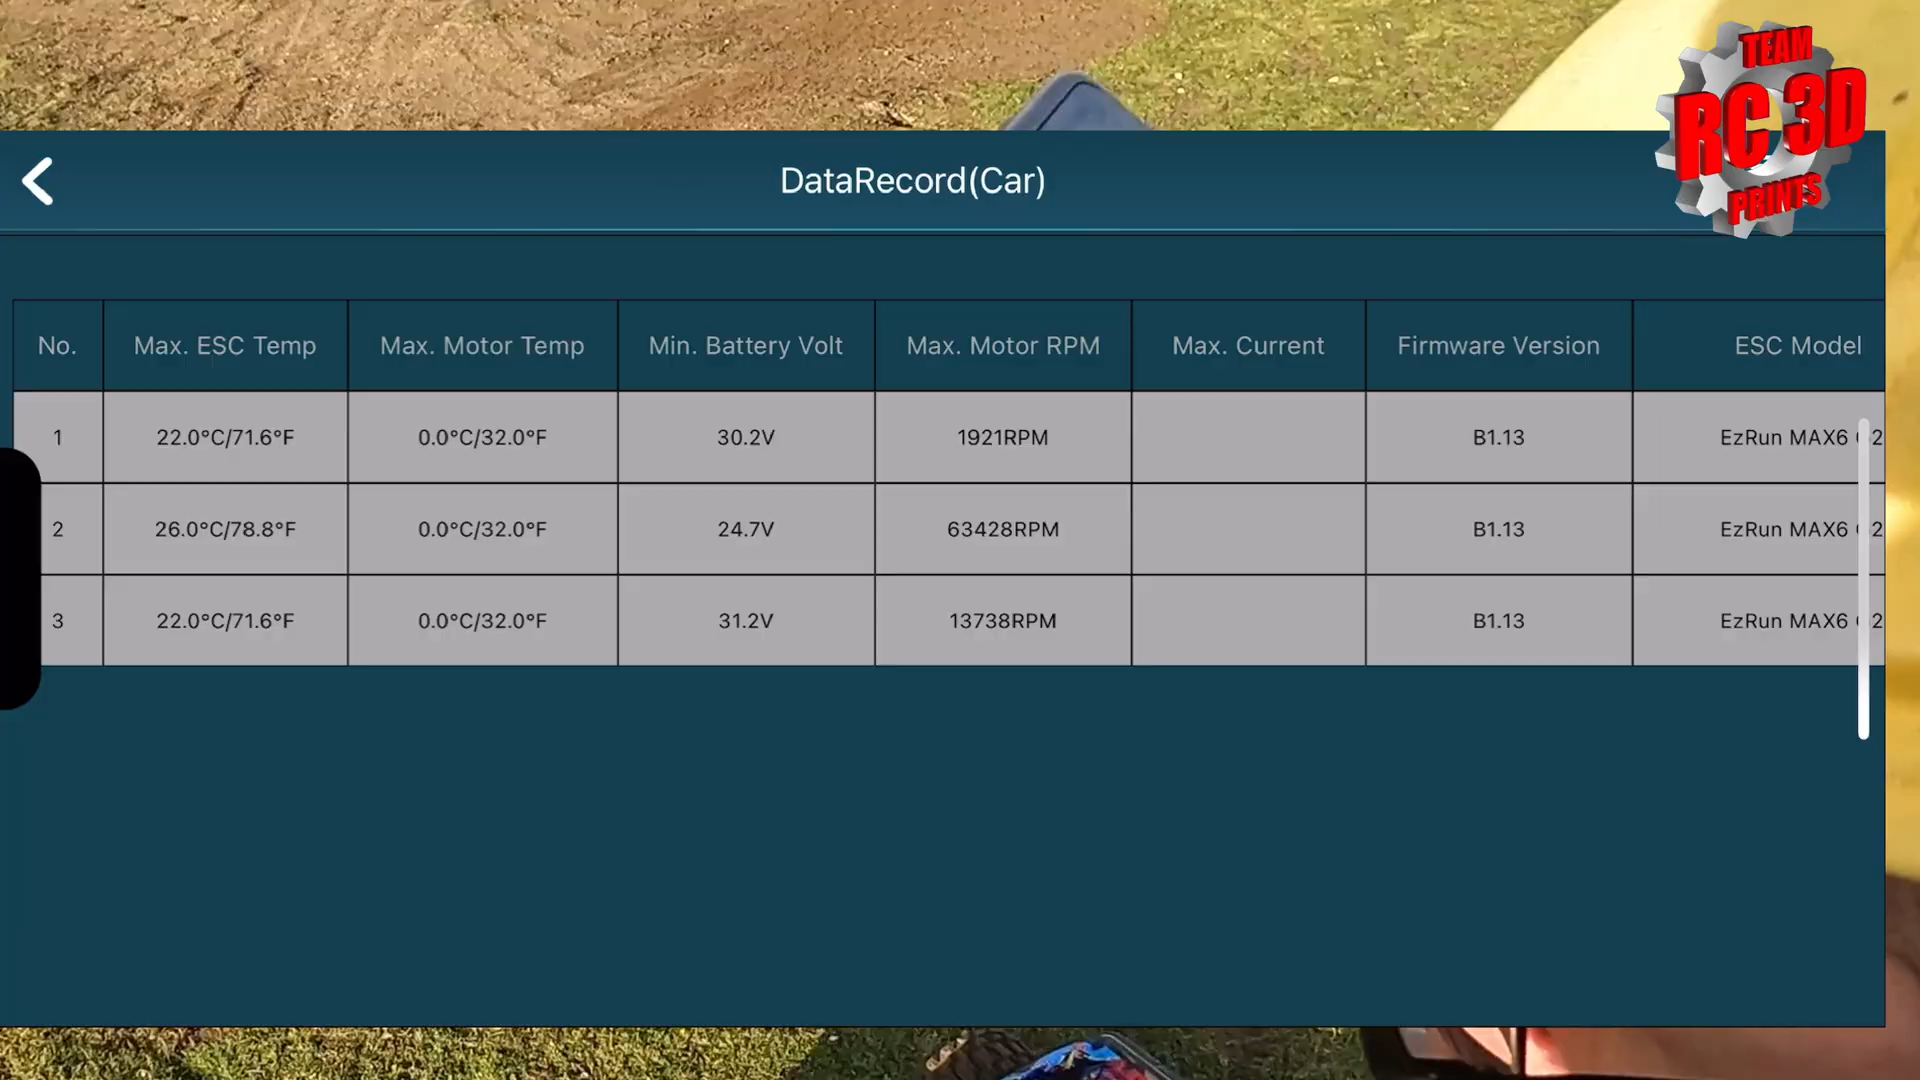 TEAM
RC 3D
PRINTS
DataRecord(Car)
No. Max. ESC Temp Max. Motor Temp Min. Battery Volt Max. Motor RPM Max. Current Firmware Version ESC Model
1 22.0°C/71.6°F 0.0°C/32.0°F 30.2V 1921RPM B1.13 EzRun MAX6
2 26.0°C/78.8°F 0.0°C/32.0°F 24.7V 63428RPM B1.13 EzRun MAX6
3 22.0°C/71.6°F 0.0°C/32.0°F 31.2V 13738RPM B1.13 EzRun MAX6